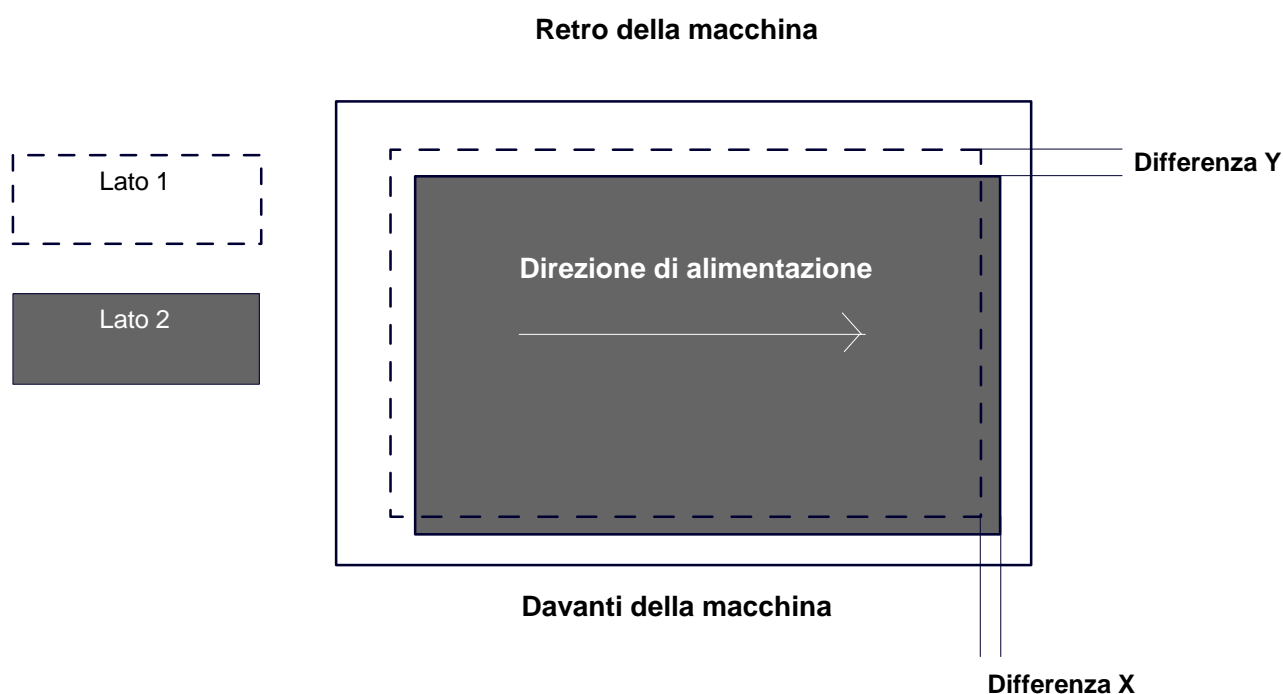 Retro della macchina
Lato 1
Differenza Y
Direzione di alimentazione
Lato 2
Davanti della macchina
Differenza X